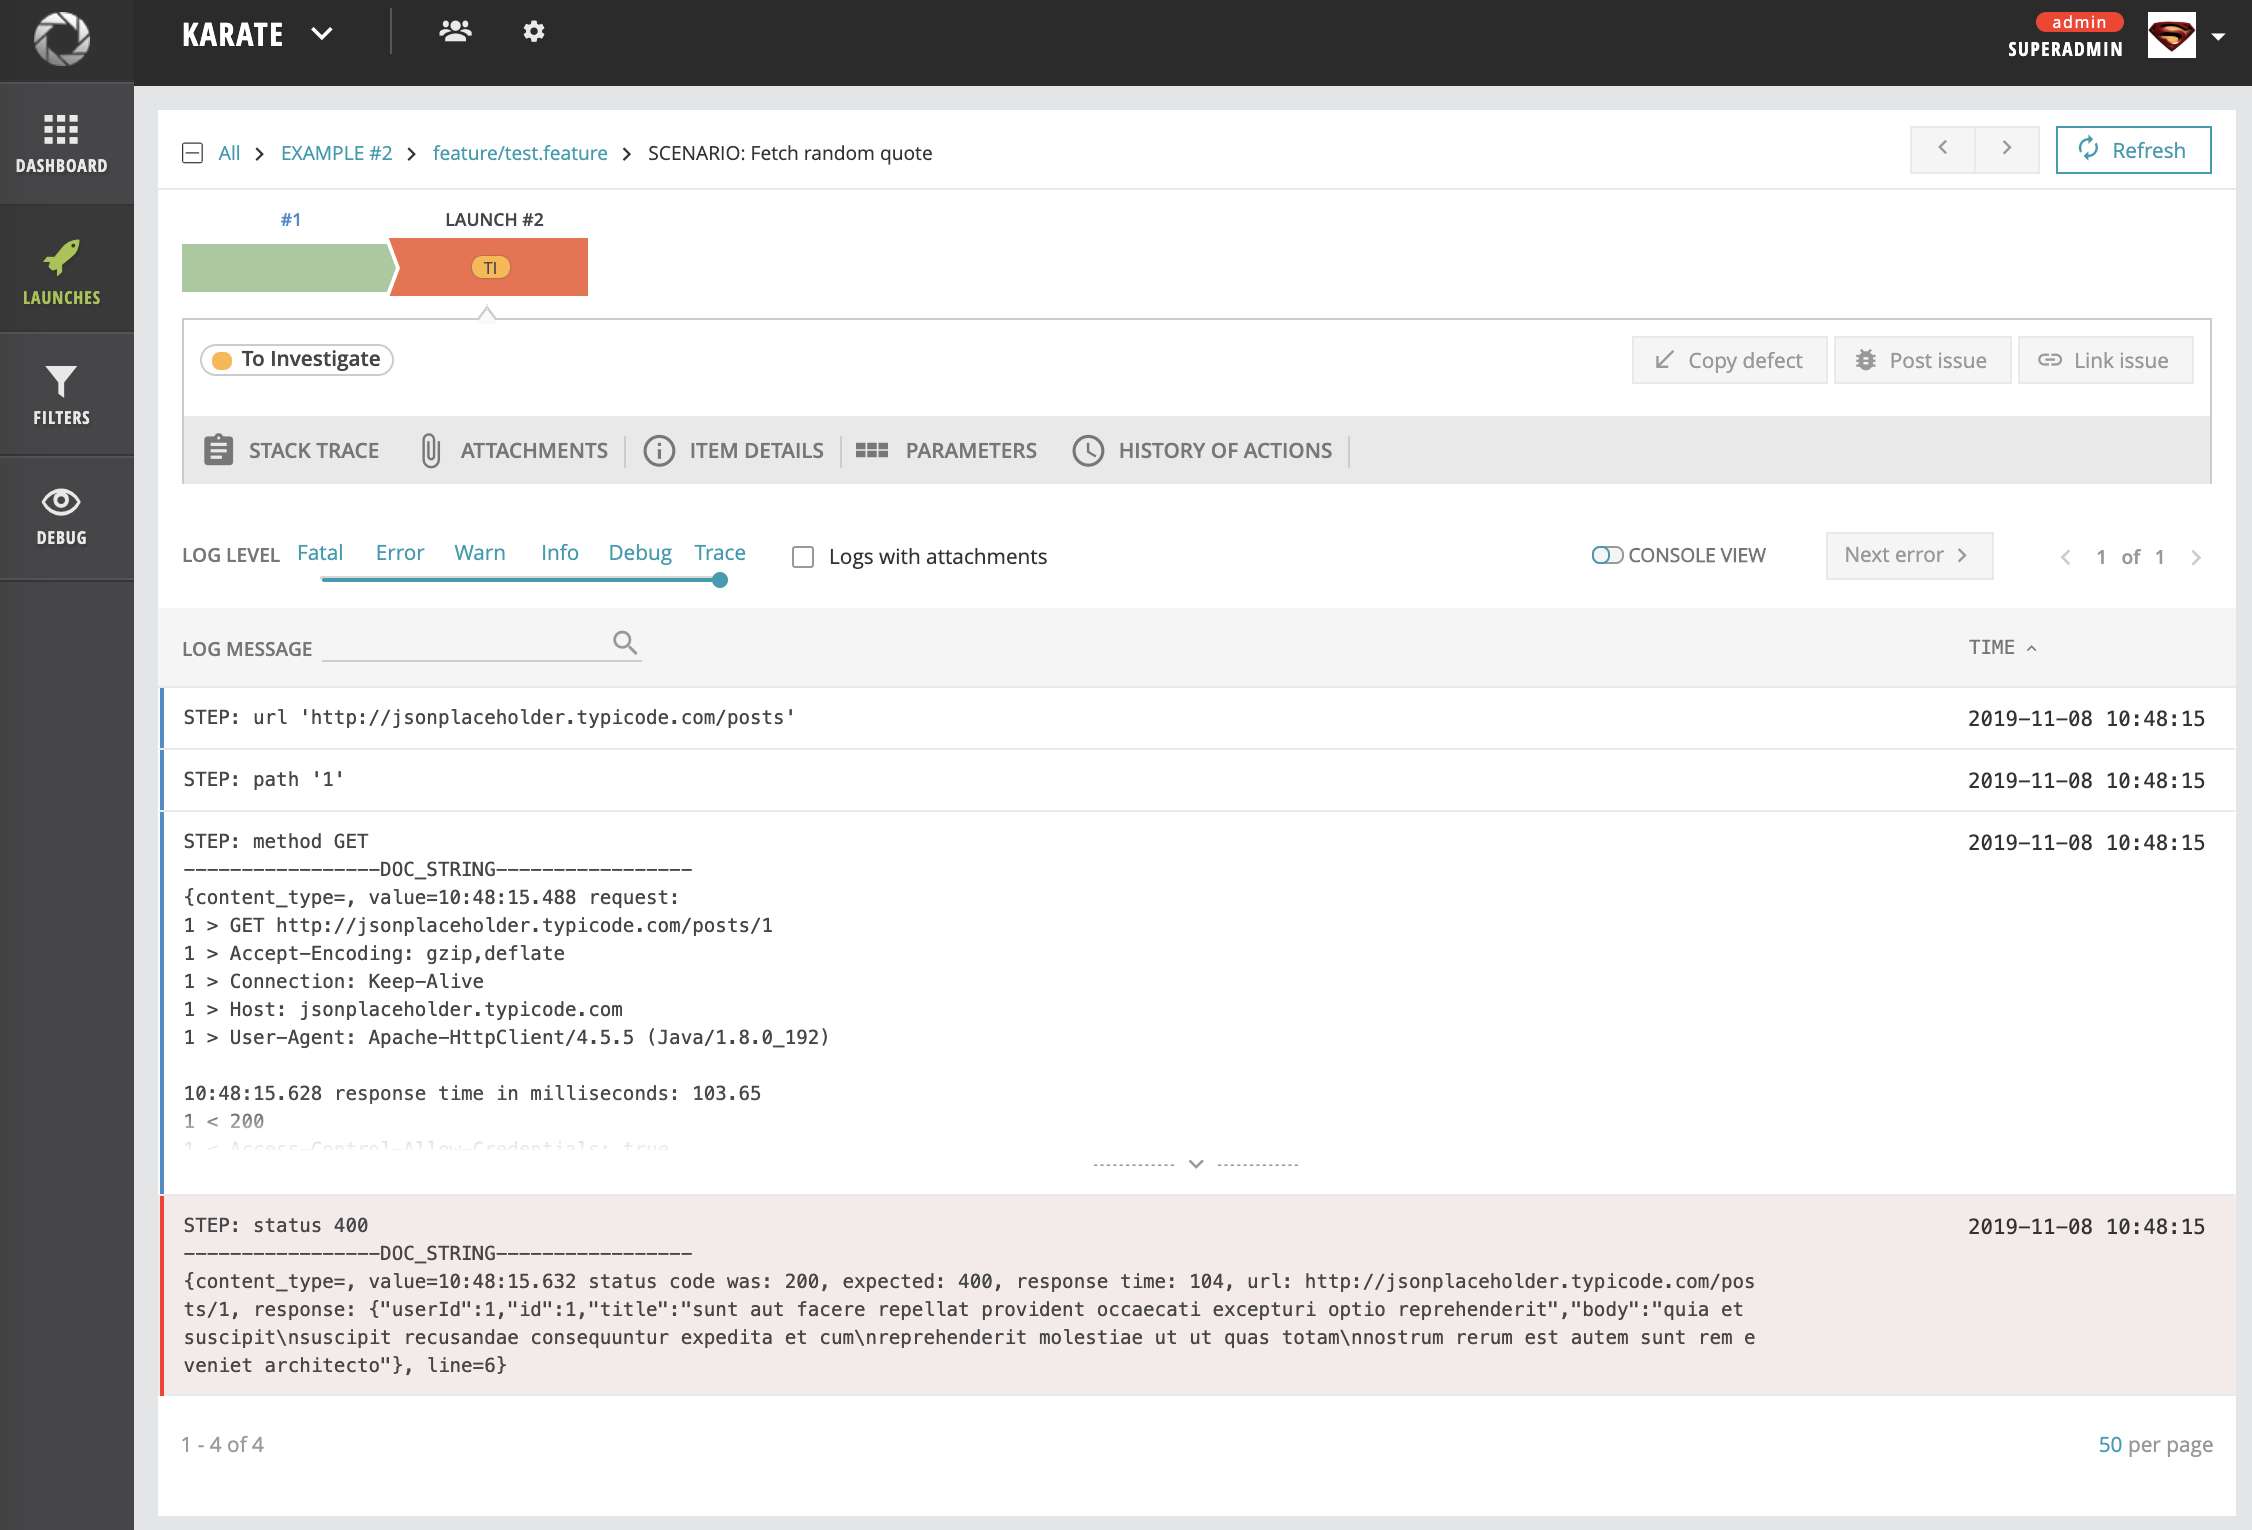 KARATE
admin
SUPERADMIN
DASHBOARD
LAUNCHES
FILTERS
DEBUG
All > EXAMPLE #2 > feature/test.feature > SCENARIO: Fetch random quote
Refresh
#1 LAUNCH #2
TI
To Investigate
Copy defect Post issue Link issue
STACK TRACE ATTACHMENTS ITEM DETAILS PARAMETERS HISTORY OF ACTIONS
LOG LEVEL Fatal Error Warn Info Debug Trace Logs with attachments CONSOLE VIEW Next error > < 1 of 1 >
LOG MESSAGE TIME
STEP: url 'http://jsonplaceholder.typicode.com/posts' 2019-11-08 10:48:15
STEP: path '1' 2019-11-08 10:48:15
STEP: method GET 2019-11-08 10:48:15
-----------------DOC_STRING-----------------
{content_type=, value=10:48:15.488 request:
1 > GET http://jsonplaceholder.typicode.com/posts/1
1 > Accept-Encoding: gzip,deflate
1 > Connection: Keep-Alive
1 > Host: jsonplaceholder.typicode.com
1 > User-Agent: Apache-HttpClient/4.5.5 (Java/1.8.0_192)
10:48:15.628 response time in milliseconds: 103.65
1 < 200
1 < Access-Control-Allow-Credentials: true
STEP: status 400 2019-11-08 10:48:15
-----------------DOC_STRING-----------------
{content_type=, value=10:48:15.632 status code was: 200, expected: 400, response time: 104, url: http://jsonplaceholder.typicode.com/pos
ts/1, response: {"userId":1,"id":1,"title":"sunt aut facere repellat provident occaecati excepturi optio reprehenderit","body":"quia et
suscipit\nsuscipit recusandae consequuntur expedita et cum\nreprehenderit molestiae ut ut quas totam\nnostrum rerum est autem sunt rem e
veniet architecto"}, line=6}
1 - 4 of 4 50 per page